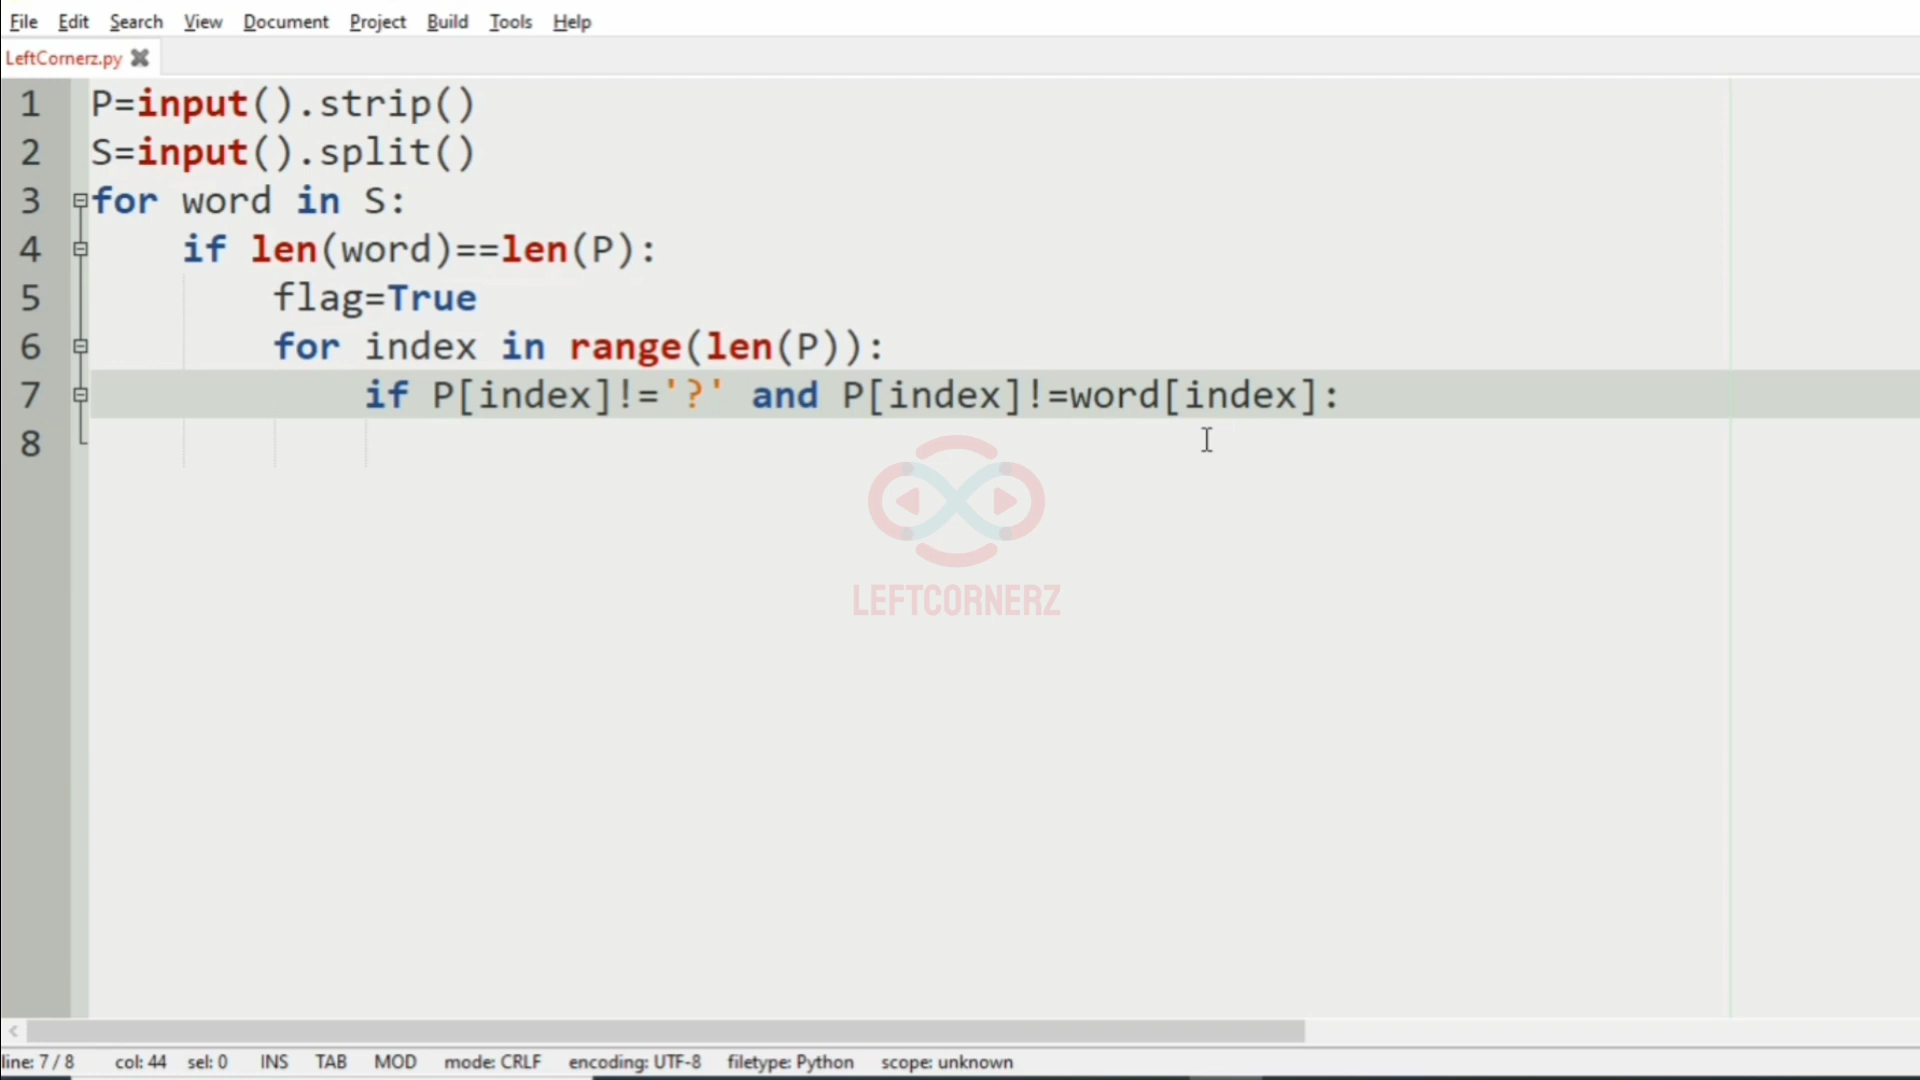 File Edit Search View Document Project Build Tools Help
LeftCornerz.py
1 P=input().strip()
2 S=input().split()
3 for word in S:
4     if len(word)==len(P):
5         flag=True
6         for index in range(len(P)):
7             if P[index]!='?' and P[index]!=word[index]:
8
LEFTCORNERZ
line: 7 / 8 col: 44 sel: 0 INS TAB MOD mode: CRLF encoding: UTF-8 filetype: Python scope: unknown